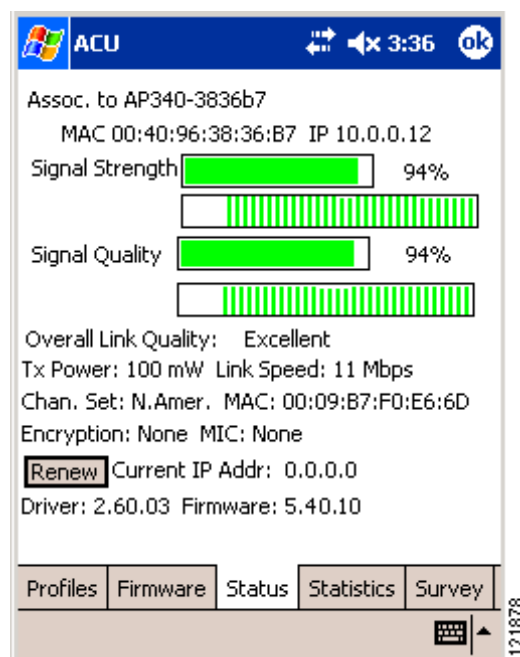 ACU 3:36 ok
Assoc. to AP340-3836b7
MAC 00:40:96:38:36:B7 IP 10.0.0.12
Signal Strength 94%
Signal Quality 94%
Overall Link Quality: Excellent
Tx Power: 100 mW Link Speed: 11 Mbps
Chan. Set: N.Amer. MAC: 00:09:B7:F0:E6:6D
Encryption: None MIC: None
Renew Current IP Addr: 0.0.0.0
Driver: 2.60.03 Firmware: 5.40.10
Profiles Firmware Status Statistics Survey
121878